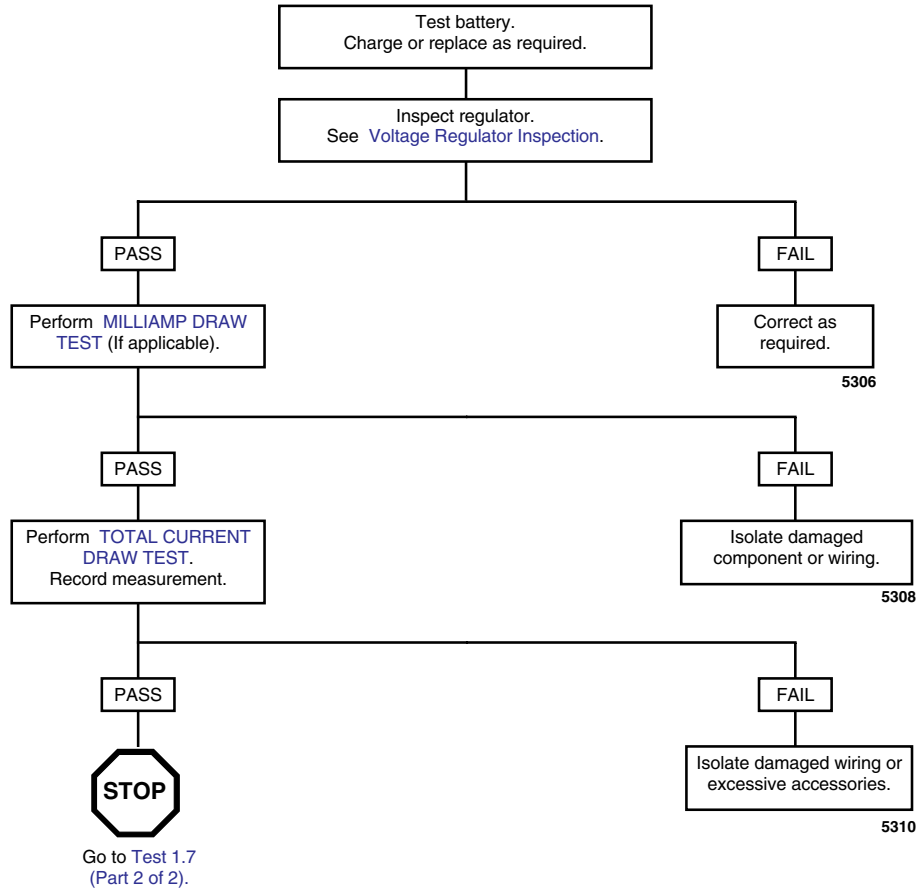 Test battery.
Charge or replace as required.
Inspect regulator.
See Voltage Regulator Inspection.
PASS
FAIL
Perform MILLIAMP DRAW
TEST (If applicable).
Correct as
required.
5306
PASS
FAIL
Perform TOTAL CURRENT
DRAW TEST.
Record measurement.
Isolate damaged
component or wiring.
5308
PASS
FAIL
STOP
Isolate damaged wiring or
excessive accessories.
5310
Go to Test 1.7
(Part 2 of 2).